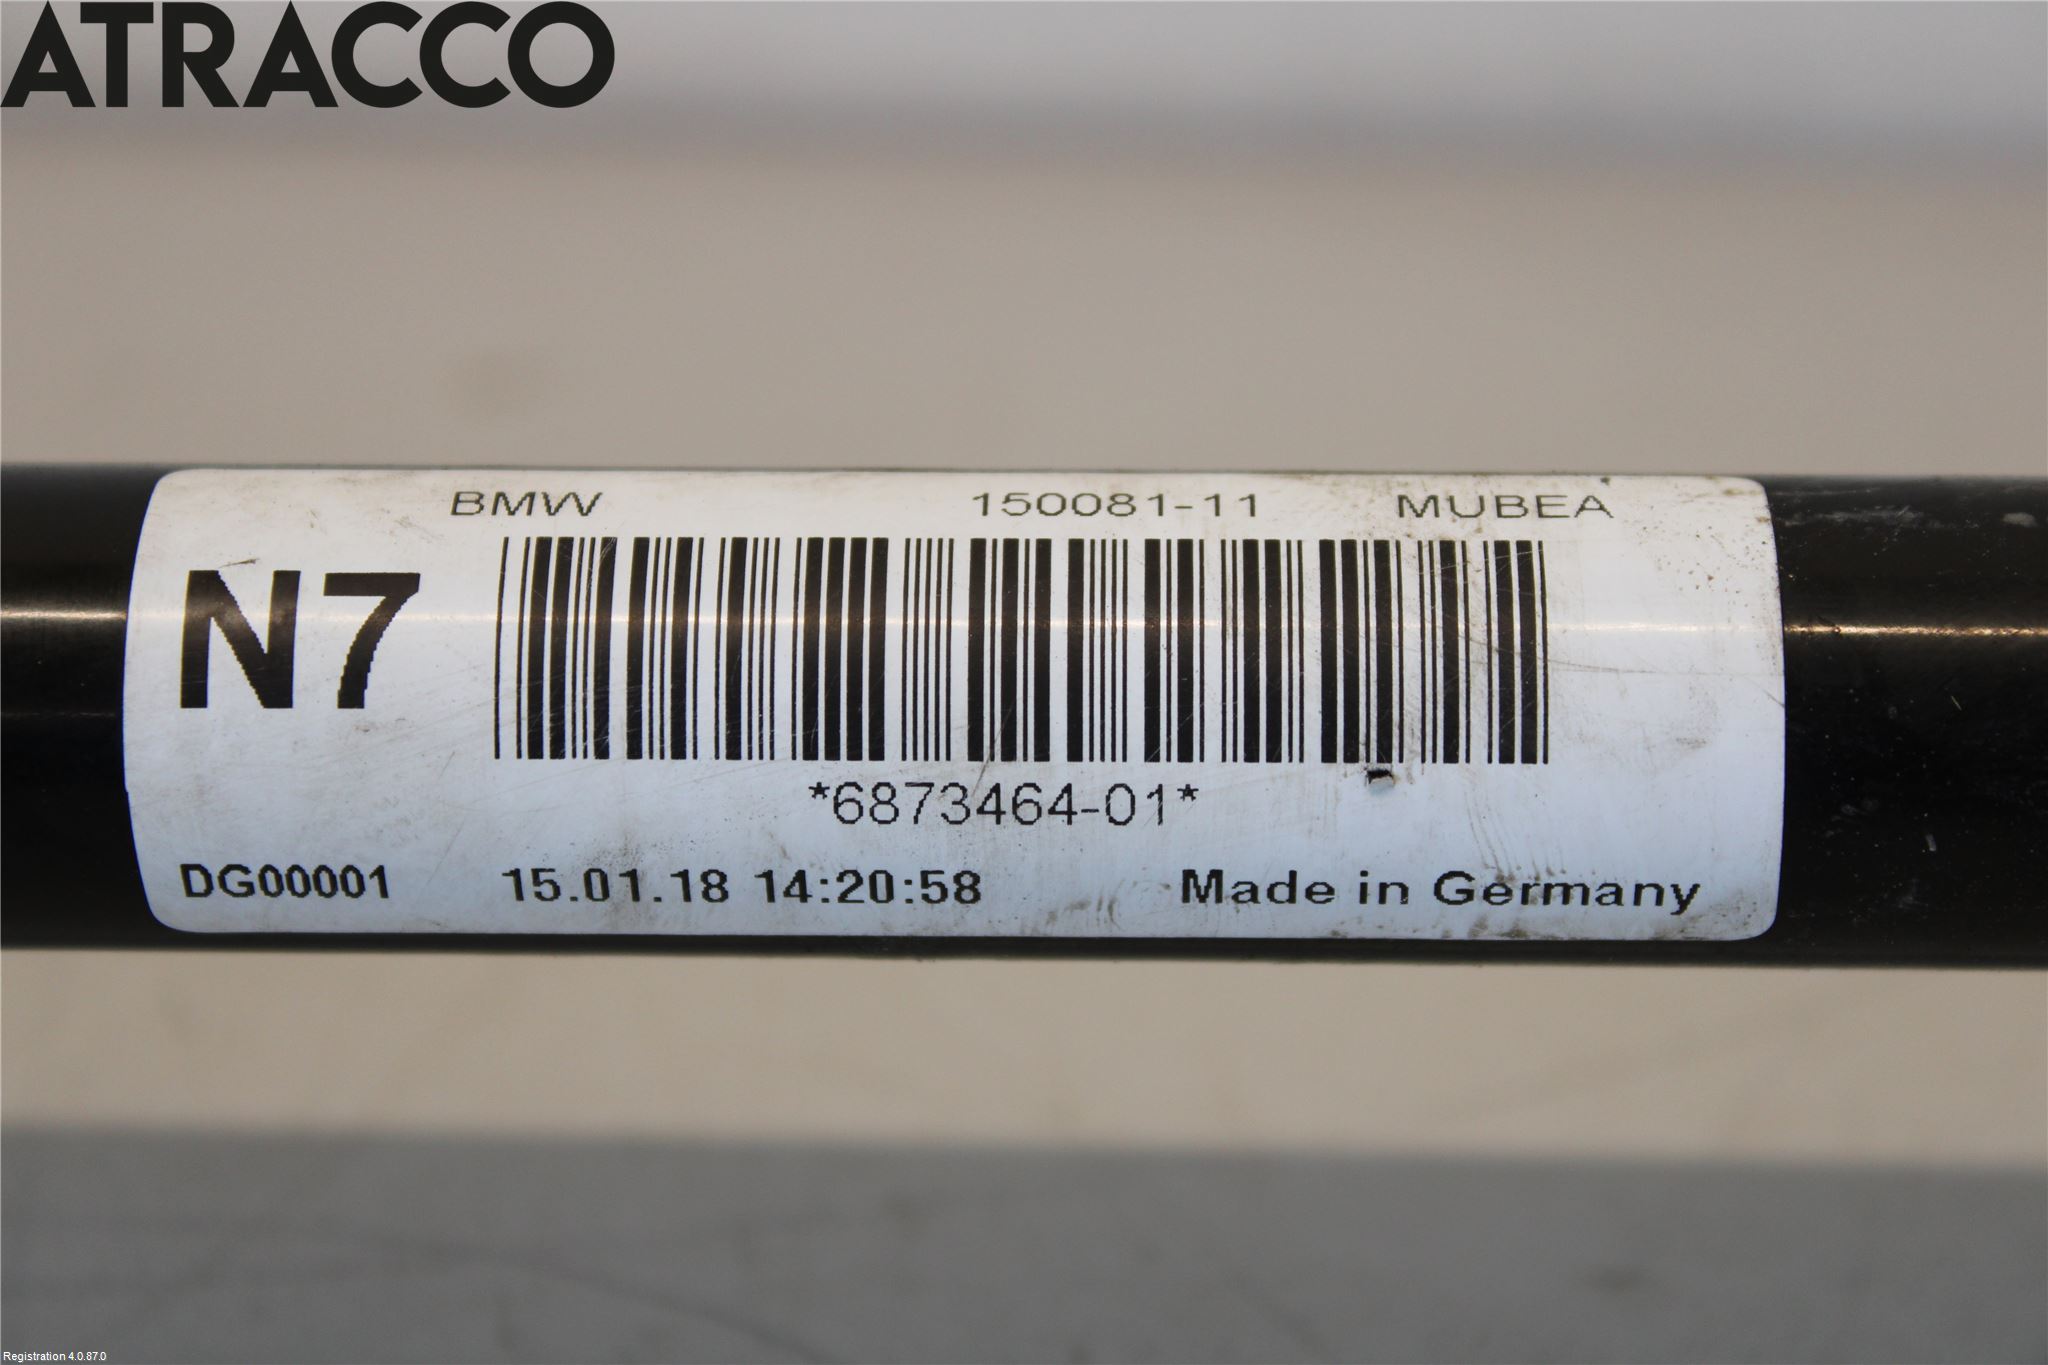 ATRACCO
BMW 150081-11 MUBEA
N7
*6873464-01*
DG00001 15.01.18 14:20:58 Made in Germany
Registration 4.0.87.0